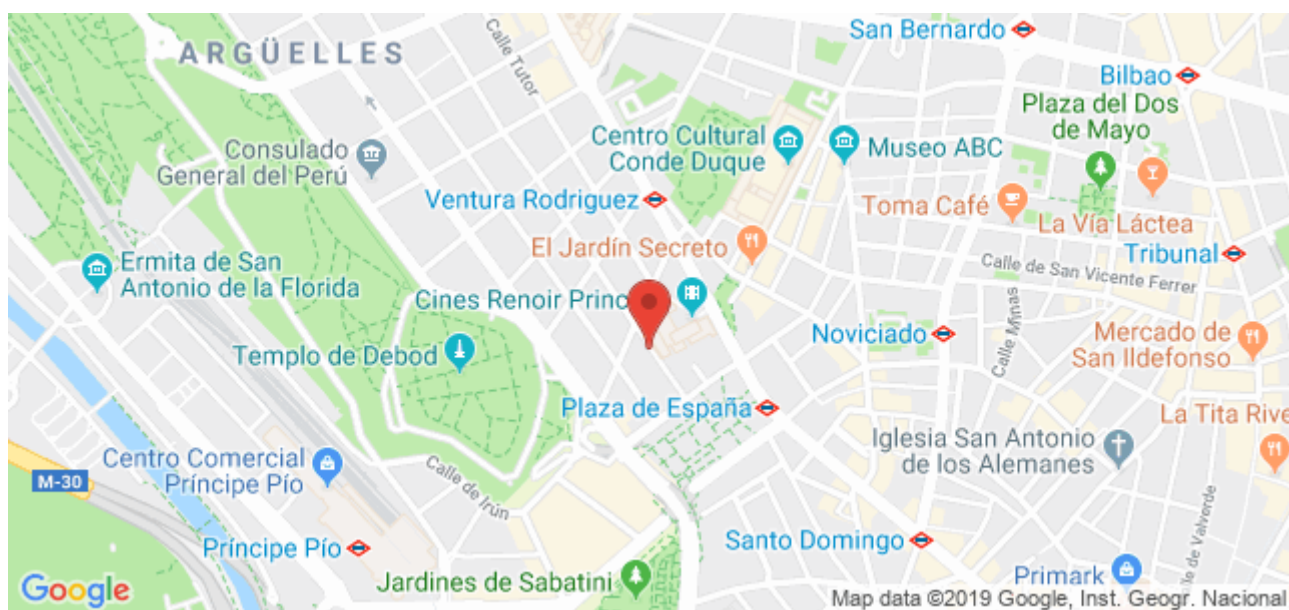 San Bernardo
ARGÜELLES
Calle Tutor
Bilbao
Plaza del Dos
de Mayo
Centro Cultural
Conde Duque
Museo ABC
Consulado
General del Perú
Ventura Rodriguez
Toma Café
La Vía Láctea
El Jardín Secreto
Tribunal
Calle de San Vicente Ferrer
Ermita de San
Antonio de la Florida
Cines Renoir Princ
Noviciado
Calle Minas
Mercado de
San Ildefonso
Templo de Debod
Plaza de España
La Tita Rive
Iglesia San Antonio
de los Alemanes
Centro Comercial
Príncipe Pío
M-30
Calle de Irún
Príncipe Pío
Santo Domingo
le de Valverde
Jardines de Sabatini
Primark
Google
Map data ©2019 Google, Inst. Geogr. Nacional